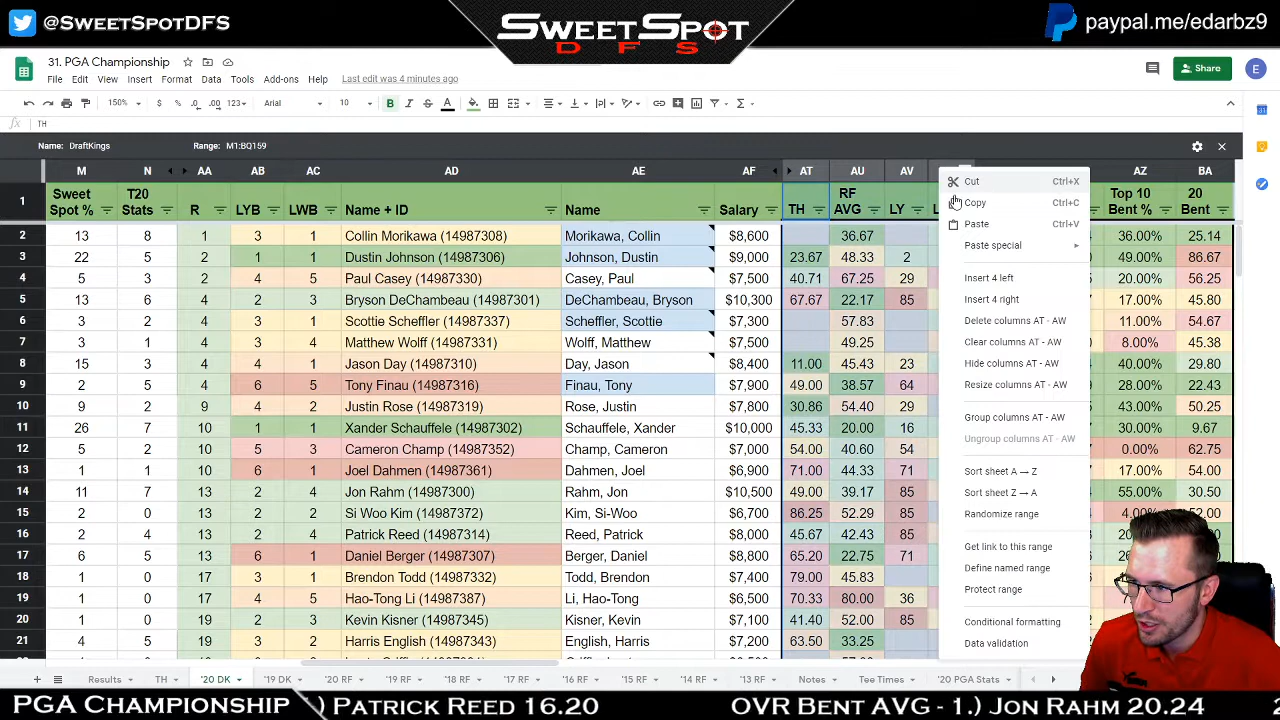 @SweetSpotDFS
SweetSpot
DFS
paypal.me/edarbz9
31. PGA Championship
File Edit View Insert Format Data Tools Add-ons Help Last edit was 4 minutes ago
Share
E
150% $ % .0 .00 123 Arial 10 B I S A
fx TH
Name: DraftKings Range: M1:BQ159
M N AA AB AC AD AE AF AT AU AV AZ BA
1 Sweet Spot % T20 Stats R LYB LWB Name + ID Name Salary TH RF AVG LY Top 10 Bent % 20 Bent
2 13 8 1 3 1 Collin Morikawa (14987308) Morikawa, Collin $8,600 36.67 36.00% 25.14
3 22 5 2 1 1 Dustin Johnson (14987306) Johnson, Dustin $9,000 23.67 48.33 2 49.00% 86.67
4 5 3 2 4 5 Paul Casey (14987330) Casey, Paul $7,500 40.71 67.25 29 20.00% 56.25
5 13 6 4 2 3 Bryson DeChambeau (14987301) DeChambeau, Bryson $10,300 67.67 22.17 85 17.00% 45.80
6 3 2 4 3 1 Scottie Scheffler (14987337) Scheffler, Scottie $7,300 57.83 11.00% 54.67
7 3 1 4 3 4 Matthew Wolff (14987331) Wolff, Matthew $7,400 49.25 8.00% 45.38
8 15 3 4 4 1 Jason Day (14987310) Day, Jason $8,400 11.00 45.43 23 40.00% 29.80
9 2 5 4 6 5 Tony Finau (14987316) Finau, Tony $7,900 49.00 38.57 64 28.00% 22.43
10 9 2 9 4 2 Justin Rose (14987319) Rose, Justin $7,800 30.86 54.40 29 43.00% 50.25
11 26 7 10 1 1 Xander Schauffele (14987302) Schauffele, Xander $10,000 45.33 20.00 16 30.00% 9.67
12 5 2 10 5 3 Cameron Champ (14987352) Champ, Cameron $7,000 54.00 40.60 54 0.00% 62.75
13 1 1 10 6 1 Joel Dahmen (14987361) Dahmen, Joel $6,900 71.00 44.33 71 17.00% 54.00
14 11 7 13 2 4 Jon Rahm (14987300) Rahm, Jon $10,500 49.00 39.17 85 55.00% 30.50
15 1 0 13 2 2 Si Woo Kim (14987372) Kim, Si-Woo $6,700 86.25 52.29 85 4.00% 52.00
16 2 4 13 2 4 Patrick Reed (14987314) Reed, Patrick $8,000 45.67 42.43 85
17 6 5 13 6 1 Daniel Berger (14987307) Berger, Daniel $8,800 65.20 22.75 71
18 1 0 17 3 1 Brendon Todd (14987332) Todd, Brendon $7,400 79.00 45.83
19 1 0 17 4 5 Hao-Tong Li (14987387) Li, Hao-Tong $6,500 70.33 80.00 36
20 1 0 19 2 3 Kevin Kisner (14987345) Kisner, Kevin $7,100 41.40 52.00 85
21 4 5 19 3 2 Harris English (14987343) English, Harris $7,200 63.50 33.25
Cut Ctrl+X
Copy Ctrl+C
Paste Ctrl+V
Paste special
Insert 4 left
Insert 4 right
Delete columns AT - AW
Clear columns AT - AW
Hide columns AT - AW
Resize columns AT - AW
Group columns AT - AW
Ungroup columns AT - AW
Sort sheet A → Z
Sort sheet Z → A
Randomize range
Get link to this range
Define named range
Protect range
Conditional formatting
Data validation
Results TH '20 DK '19 DK '20 RF '19 RF '18 RF '17 RF '16 RF '15 RF '14 RF '13 RF Notes Tee Times '20 PGA Stats
PGA Championship ) PATRICK REED 16.20 OVR Bent AVG - 1.) Jon Rahm 20.24